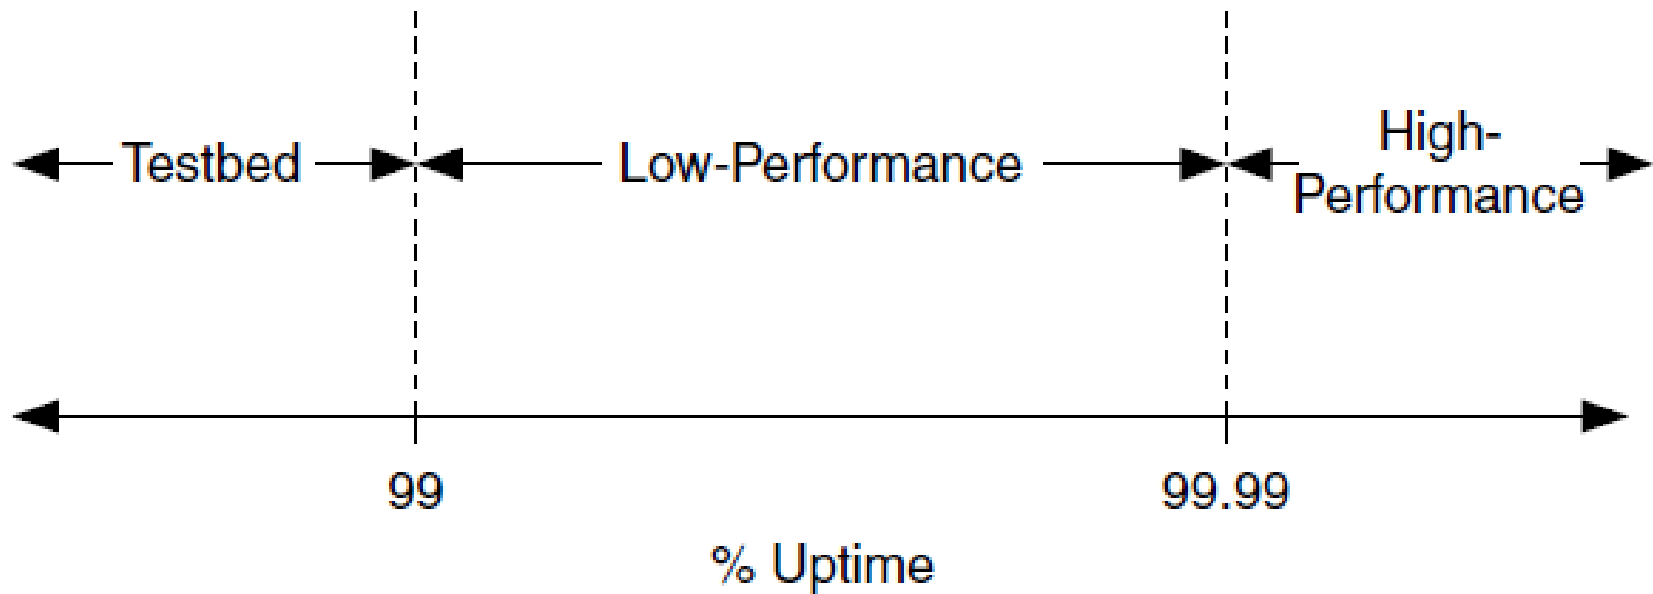 Testbed
Low-Performance
High-
Performance
99
99.99
% Uptime